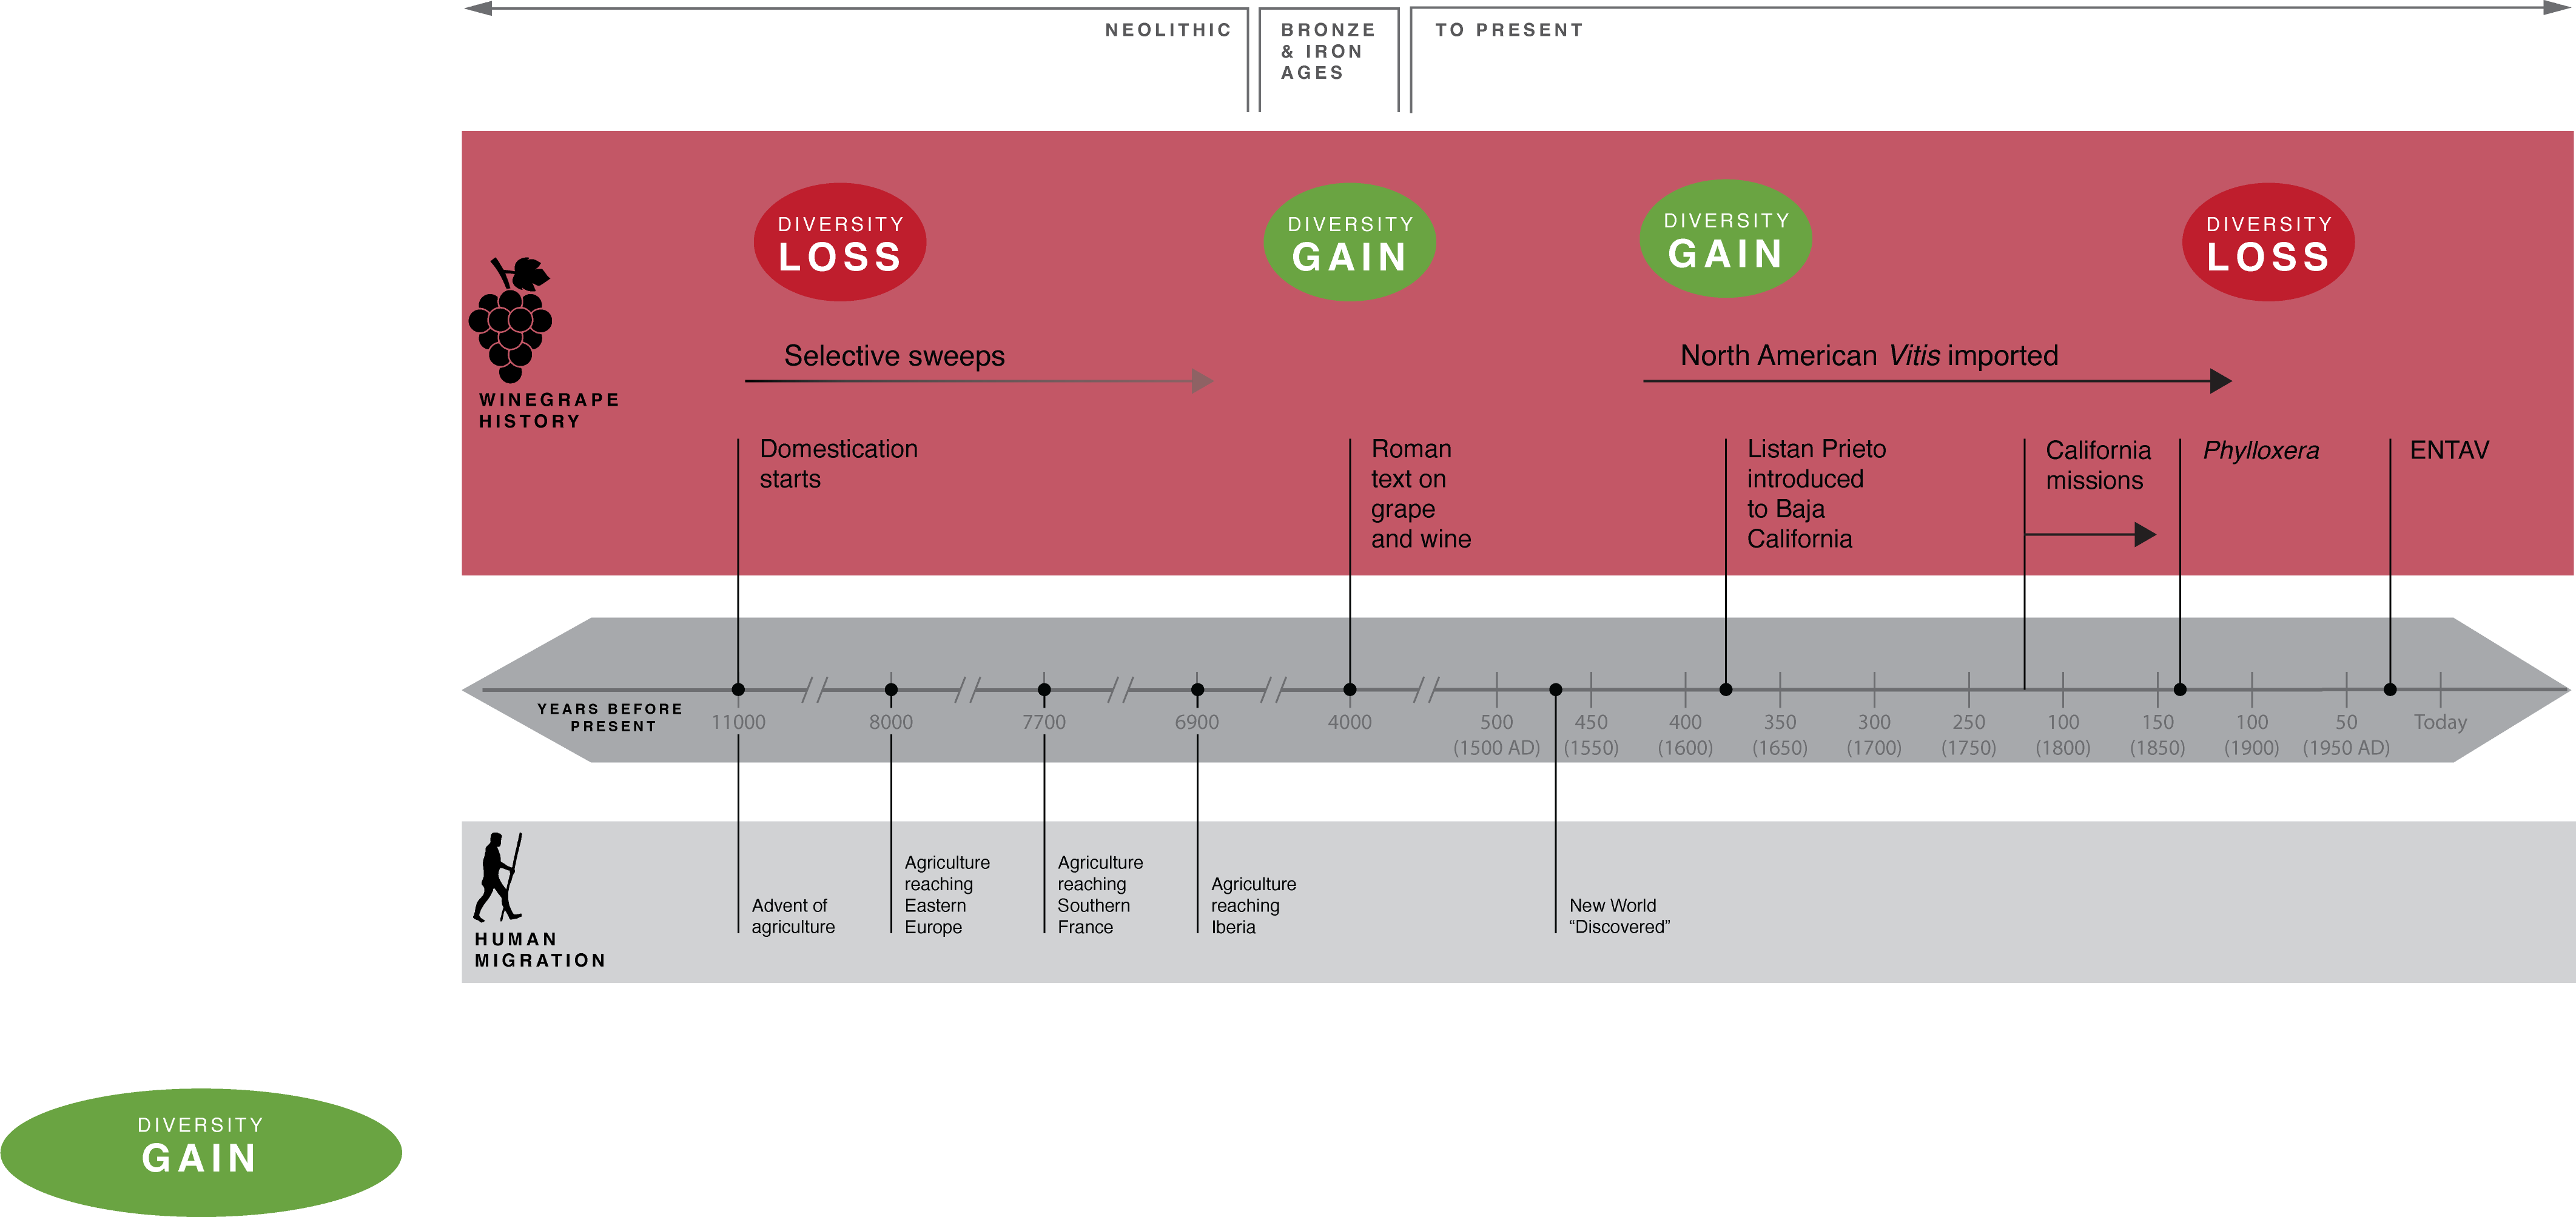 NEOLITHIC
BRONZE
& IRON
AGES
TO PRESENT
DIVERSITY
LOSS
DIVERSITY
GAIN
DIVERSITY
GAIN
DIVERSITY
LOSS
Selective sweeps
North American Vitis imported
WINEGRAPE
HISTORY
Domestication
starts
Roman
text on
grape
and wine
Listan Prieto
introduced
to Baja
California
California
missions
Phylloxera
ENTAV
YEARS BEFORE
PRESENT
11000
8000
7700
6900
4000
500
(1500 AD)
450
(1550)
400
(1600)
350
(1650)
300
(1700)
250
(1750)
100
(1800)
150
(1850)
100
(1900)
50
(1950 AD)
Today
HUMAN
MIGRATION
Advent of
agriculture
Agriculture
reaching
Eastern
Europe
Agriculture
reaching
Southern
France
Agriculture
reaching
Iberia
New World
“Discovered”
DIVERSITY
GAIN